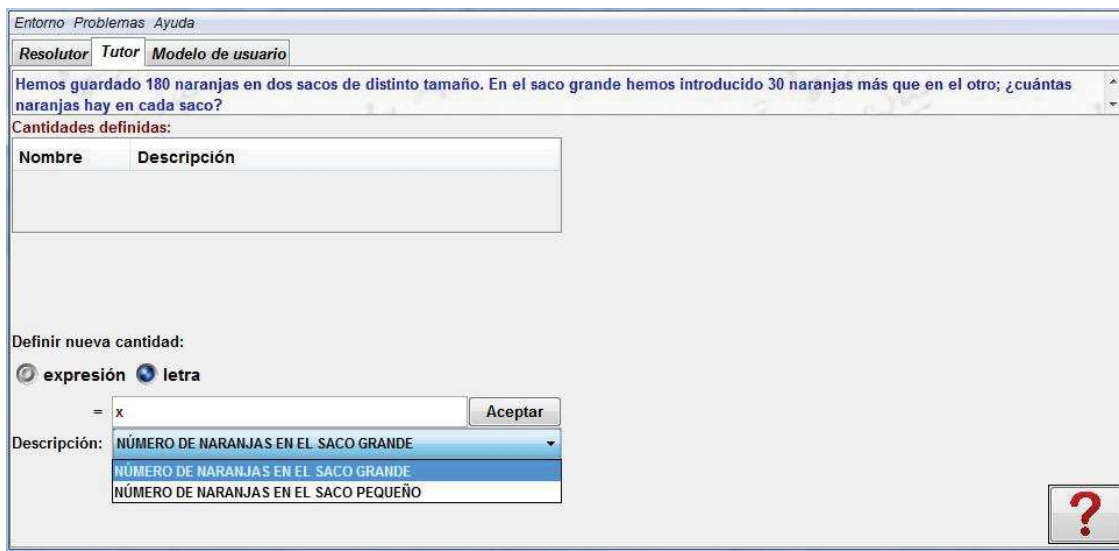 Entorno Problemas Ayuda
Resolutor Tutor Modelo de usuario
Hemos guardado 180 naranjas en dos sacos de distinto tamaño. En el saco grande hemos introducido 30 naranjas más que en el otro; ¿cuántas
naranjas hay en cada saco?
Cantidades definidas:
Nombre Descripción
Definir nueva cantidad:
expresión letra
= x Aceptar
Descripción: NÚMERO DE NARANJAS EN EL SACO GRANDE
NÚMERO DE NARANJAS EN EL SACO GRANDE
NÚMERO DE NARANJAS EN EL SACO PEQUEÑO
?